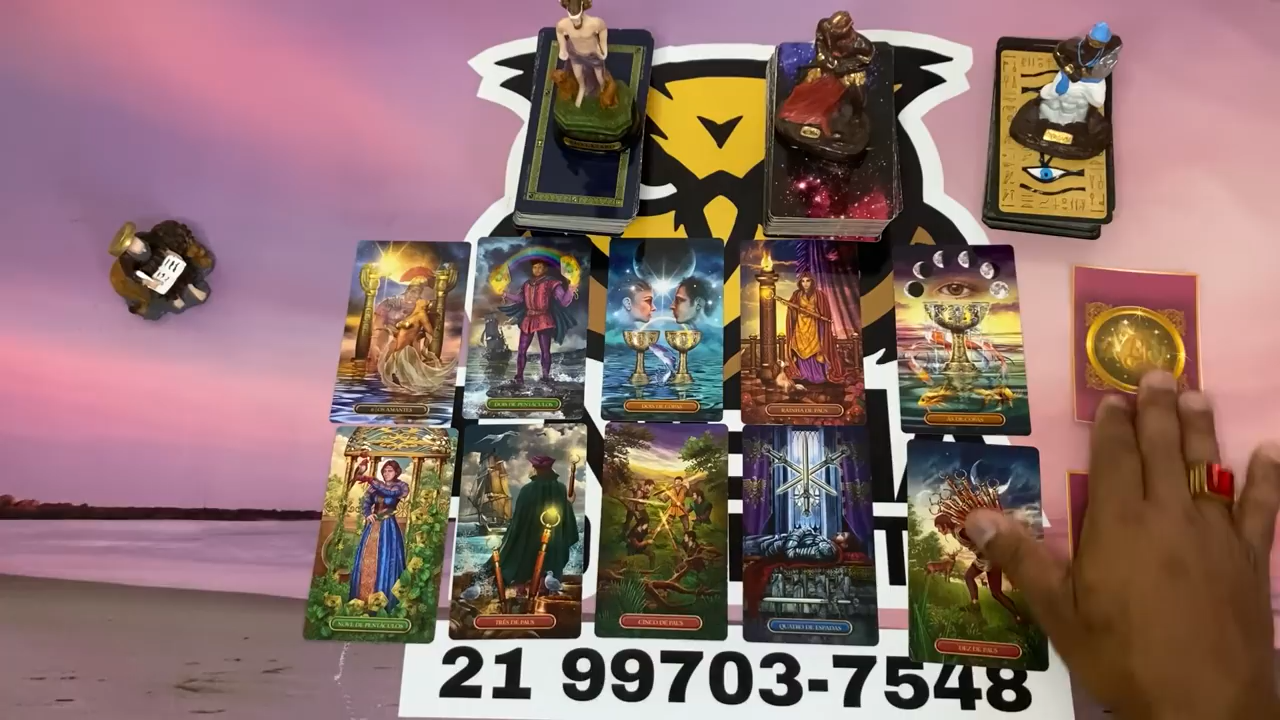 6 | OS AMANTES
DOIS DE PENTÁCULOS
DOIS DE COPAS
RAINHA DE PAUS
ÁS DE COPAS
NOVE DE PENTÁCULOS
TRÊS DE PAUS
CINCO DE PAUS
QUATRO DE ESPADAS
DEZ DE PAUS
21 99703-7548